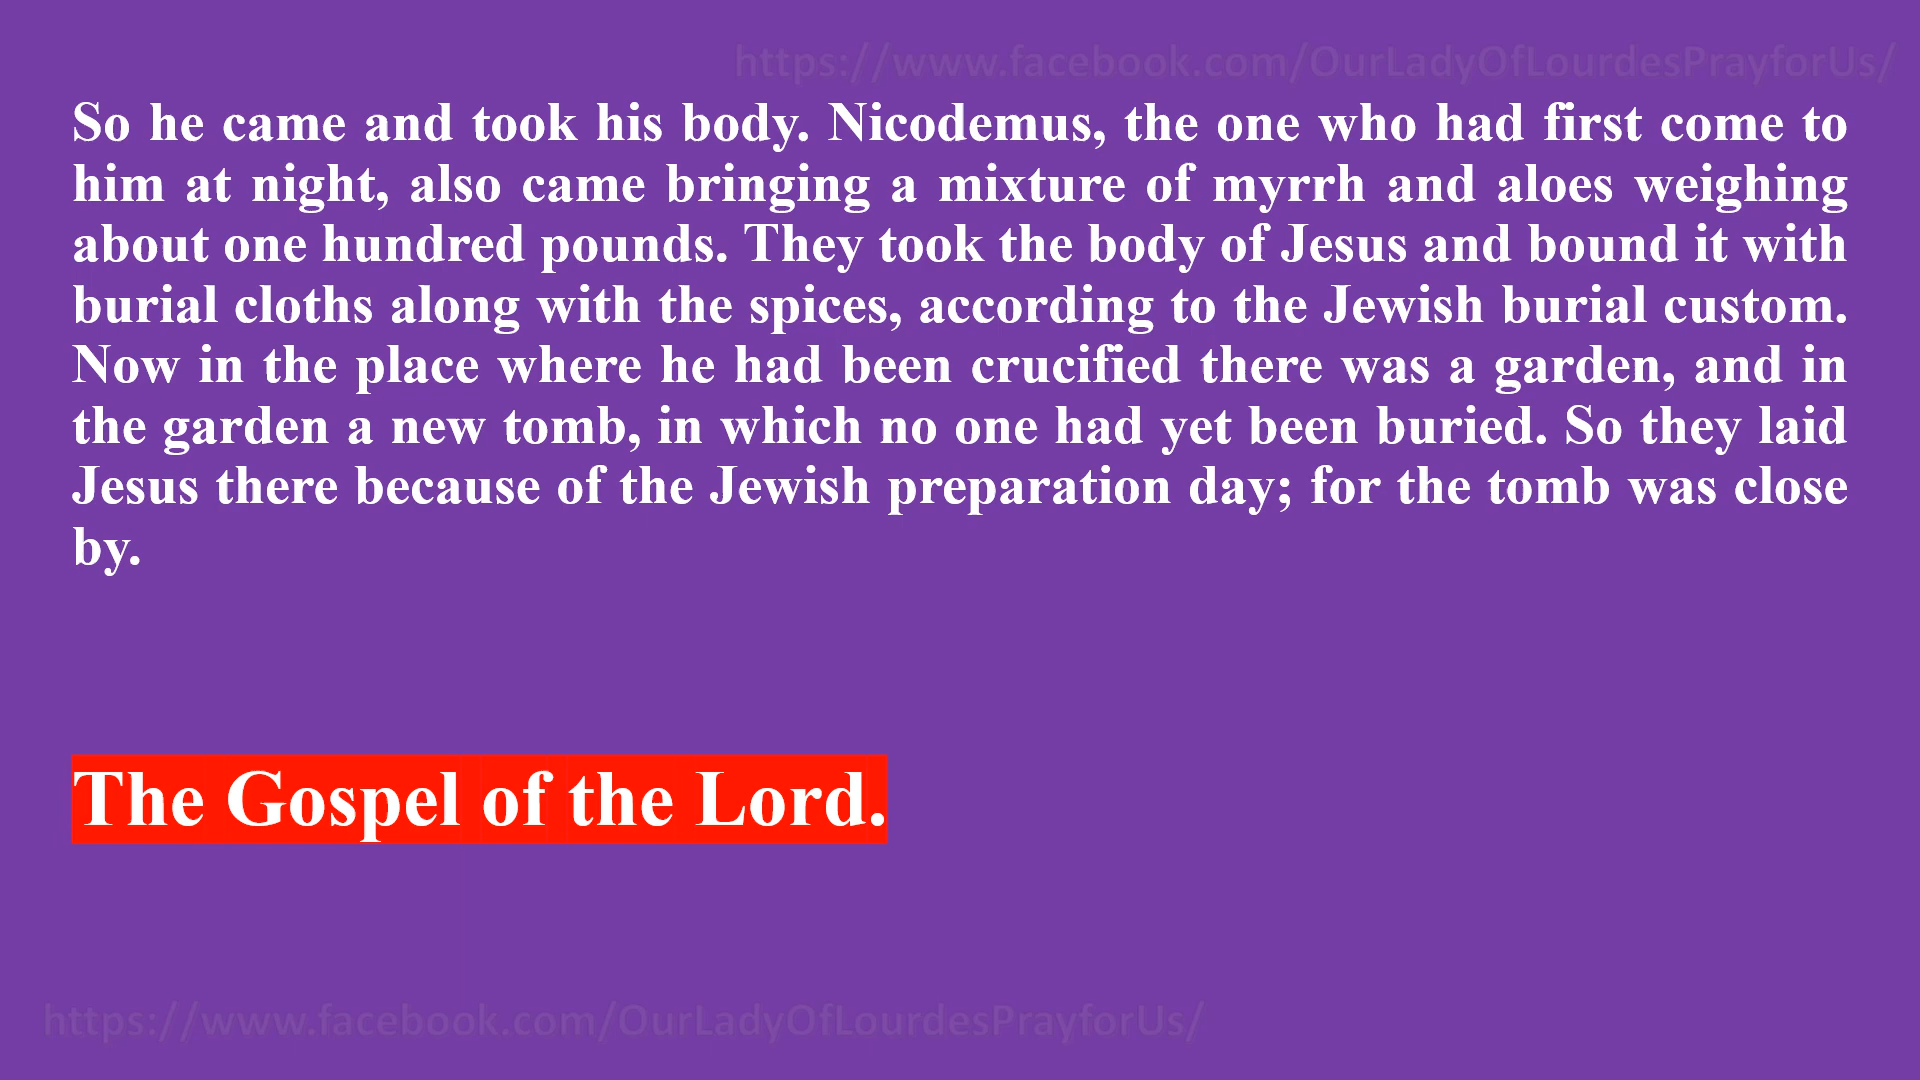 https://www.facebook.com/OurLadyOfLourdesPrayforUs/
So he came and took his body. Nicodemus, the one who had first come to
him at night, also came bringing a mixture of myrrh and aloes weighing
about one hundred pounds. They took the body of Jesus and bound it with
burial cloths along with the spices, according to the Jewish burial custom.
Now in the place where he had been crucified there was a garden, and in
the garden a new tomb, in which no one had yet been buried. So they laid
Jesus there because of the Jewish preparation day; for the tomb was close
by.
The Gospel of the Lord.
https://www.facebook.com/OurLadyOfLourdesPrayforUs/